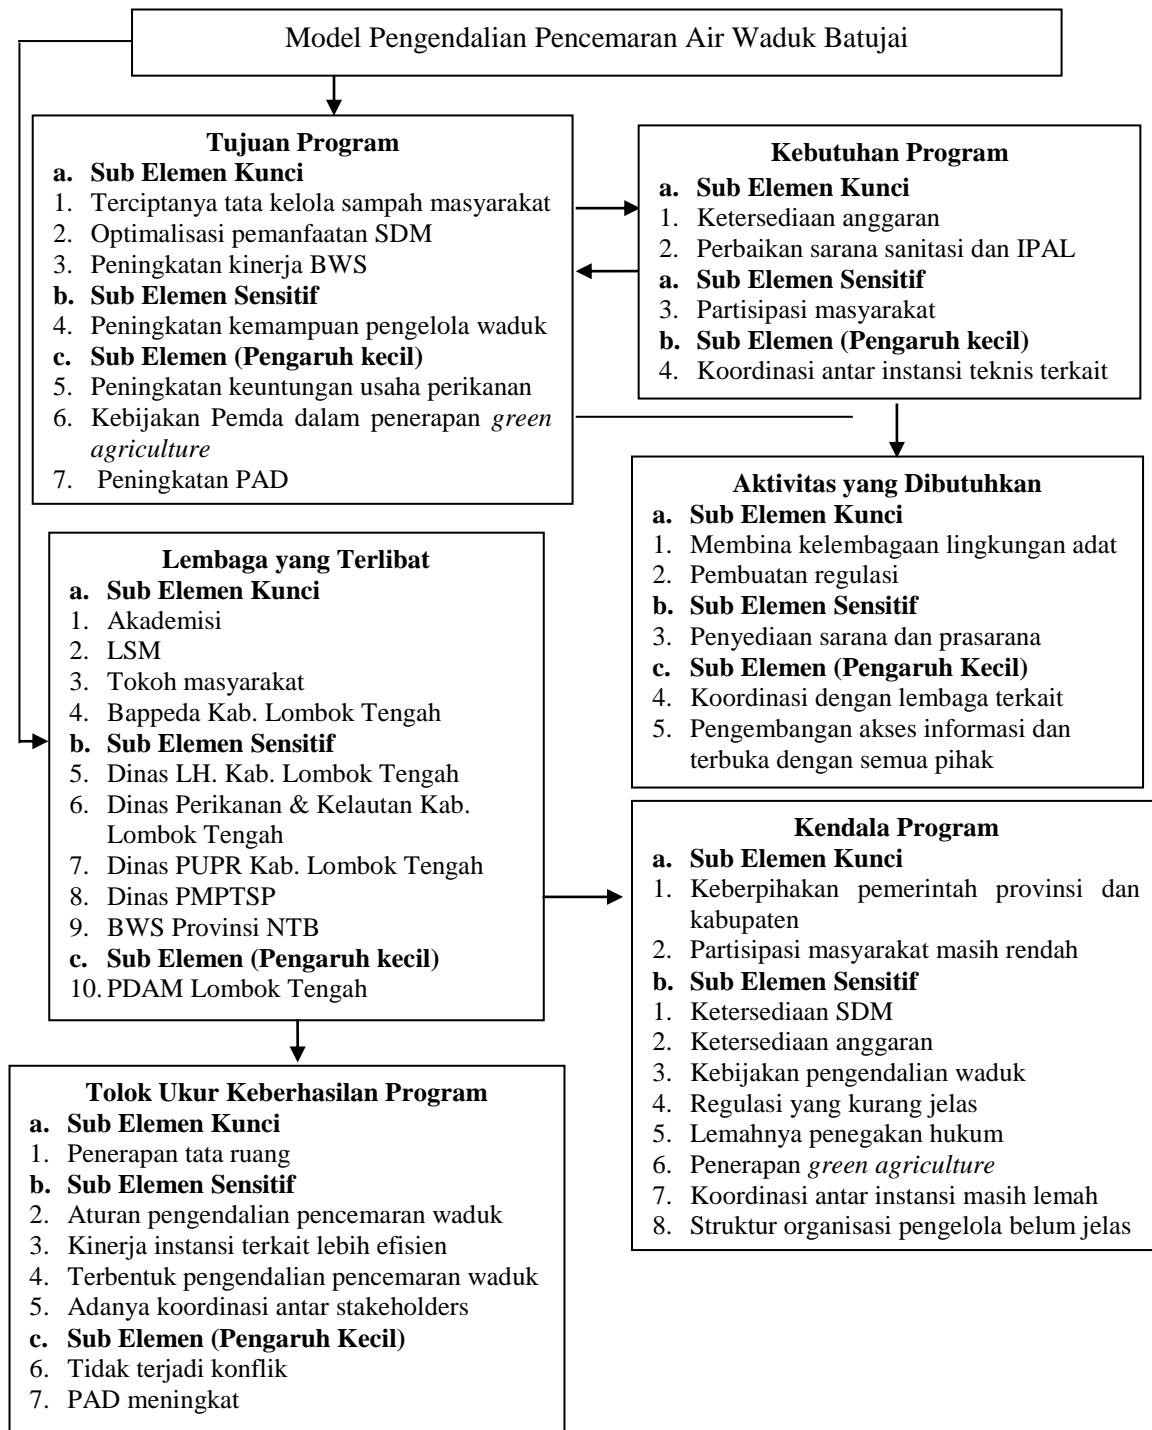 Model Pengendalian Pencemaran Air Waduk Batujai
Tujuan Program
a. Sub Elemen Kunci
1. Terciptanya tata kelola sampah masyarakat
2. Optimalisasi pemanfaatan SDM
3. Peningkatan kinerja BWS
b. Sub Elemen Sensitif
4. Peningkatan kemampuan pengelola waduk
c. Sub Elemen (Pengaruh kecil)
5. Peningkatan keuntungan usaha perikanan
6. Kebijakan Pemda dalam penerapan green
agriculture
7. Peningkatan PAD
Kebutuhan Program
a. Sub Elemen Kunci
1. Ketersediaan anggaran
2. Perbaikan sarana sanitasi dan IPAL
a. Sub Elemen Sensitif
3. Partisipasi masyarakat
b. Sub Elemen (Pengaruh kecil)
4. Koordinasi antar instansi teknis terkait
Aktivitas yang Dibutuhkan
a. Sub Elemen Kunci
1. Membina kelembagaan lingkungan adat
2. Pembuatan regulasi
b. Sub Elemen Sensitif
3. Penyediaan sarana dan prasarana
c. Sub Elemen (Pengaruh Kecil)
4. Koordinasi dengan lembaga terkait
5. Pengembangan akses informasi dan
terbuka dengan semua pihak
Lembaga yang Terlibat
a. Sub Elemen Kunci
1. Akademisi
2. LSM
3. Tokoh masyarakat
4. Bappeda Kab. Lombok Tengah
b. Sub Elemen Sensitif
5. Dinas LH. Kab. Lombok Tengah
6. Dinas Perikanan & Kelautan Kab.
Lombok Tengah
7. Dinas PUPR Kab. Lombok Tengah
8. Dinas PMPTSP
9. BWS Provinsi NTB
c. Sub Elemen (Pengaruh kecil)
10. PDAM Lombok Tengah
Kendala Program
a. Sub Elemen Kunci
1. Keberpihakan pemerintah provinsi dan
kabupaten
2. Partisipasi masyarakat masih rendah
b. Sub Elemen Sensitif
1. Ketersediaan SDM
2. Ketersediaan anggaran
3. Kebijakan pengendalian waduk
4. Regulasi yang kurang jelas
5. Lemahnya penegakan hukum
6. Penerapan green agriculture
7. Koordinasi antar instansi masih lemah
8. Struktur organisasi pengelola belum jelas
Tolok Ukur Keberhasilan Program
a. Sub Elemen Kunci
1. Penerapan tata ruang
b. Sub Elemen Sensitif
2. Aturan pengendalian pencemaran waduk
3. Kinerja instansi terkait lebih efisien
4. Terbentuk pengendalian pencemaran waduk
5. Adanya koordinasi antar stakeholders
c. Sub Elemen (Pengaruh Kecil)
6. Tidak terjadi konflik
7. PAD meningkat